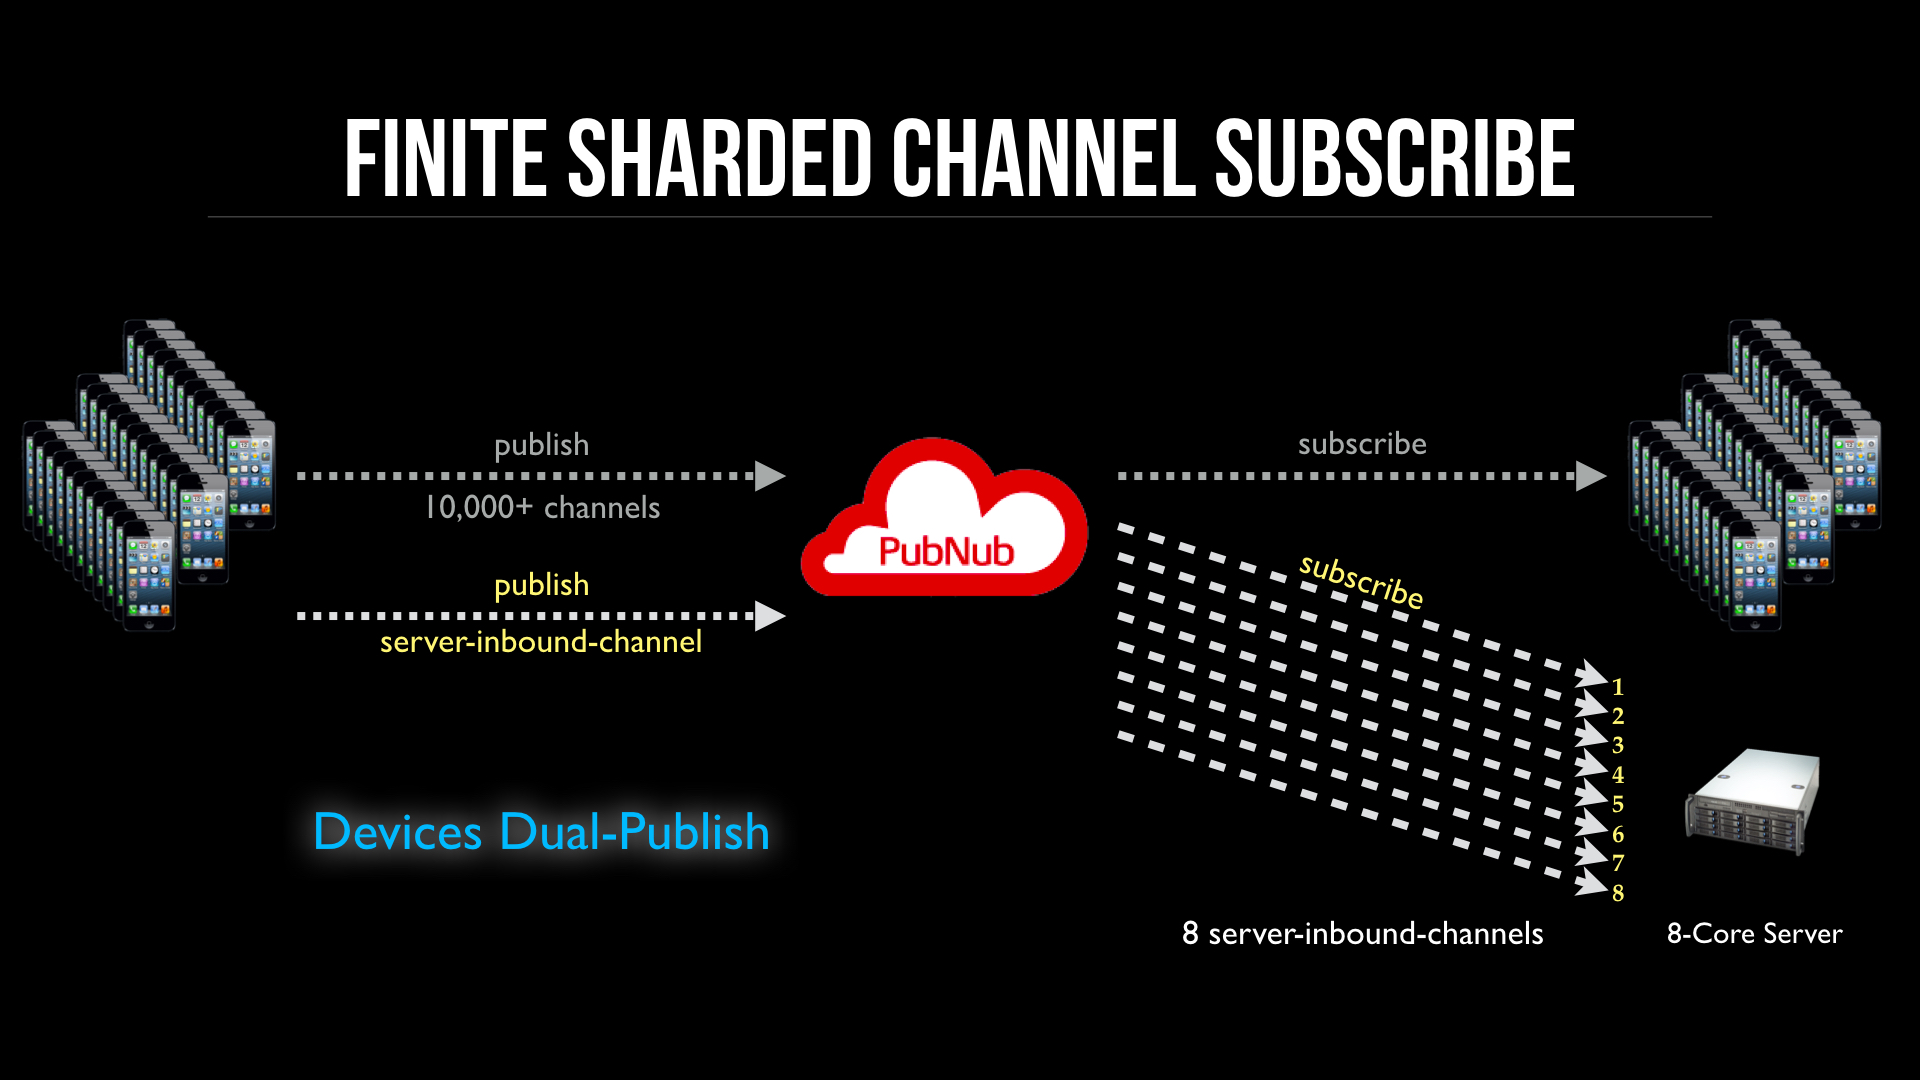 FINITE SHARDED CHANNEL SUBSCRIBE
publish
10,000+ channels
publish
server-inbound-channel
PubNub
subscribe
subscribe
1
2
3
4
5
6
7
8
Devices Dual-Publish
8 server-inbound-channels
8-Core Server